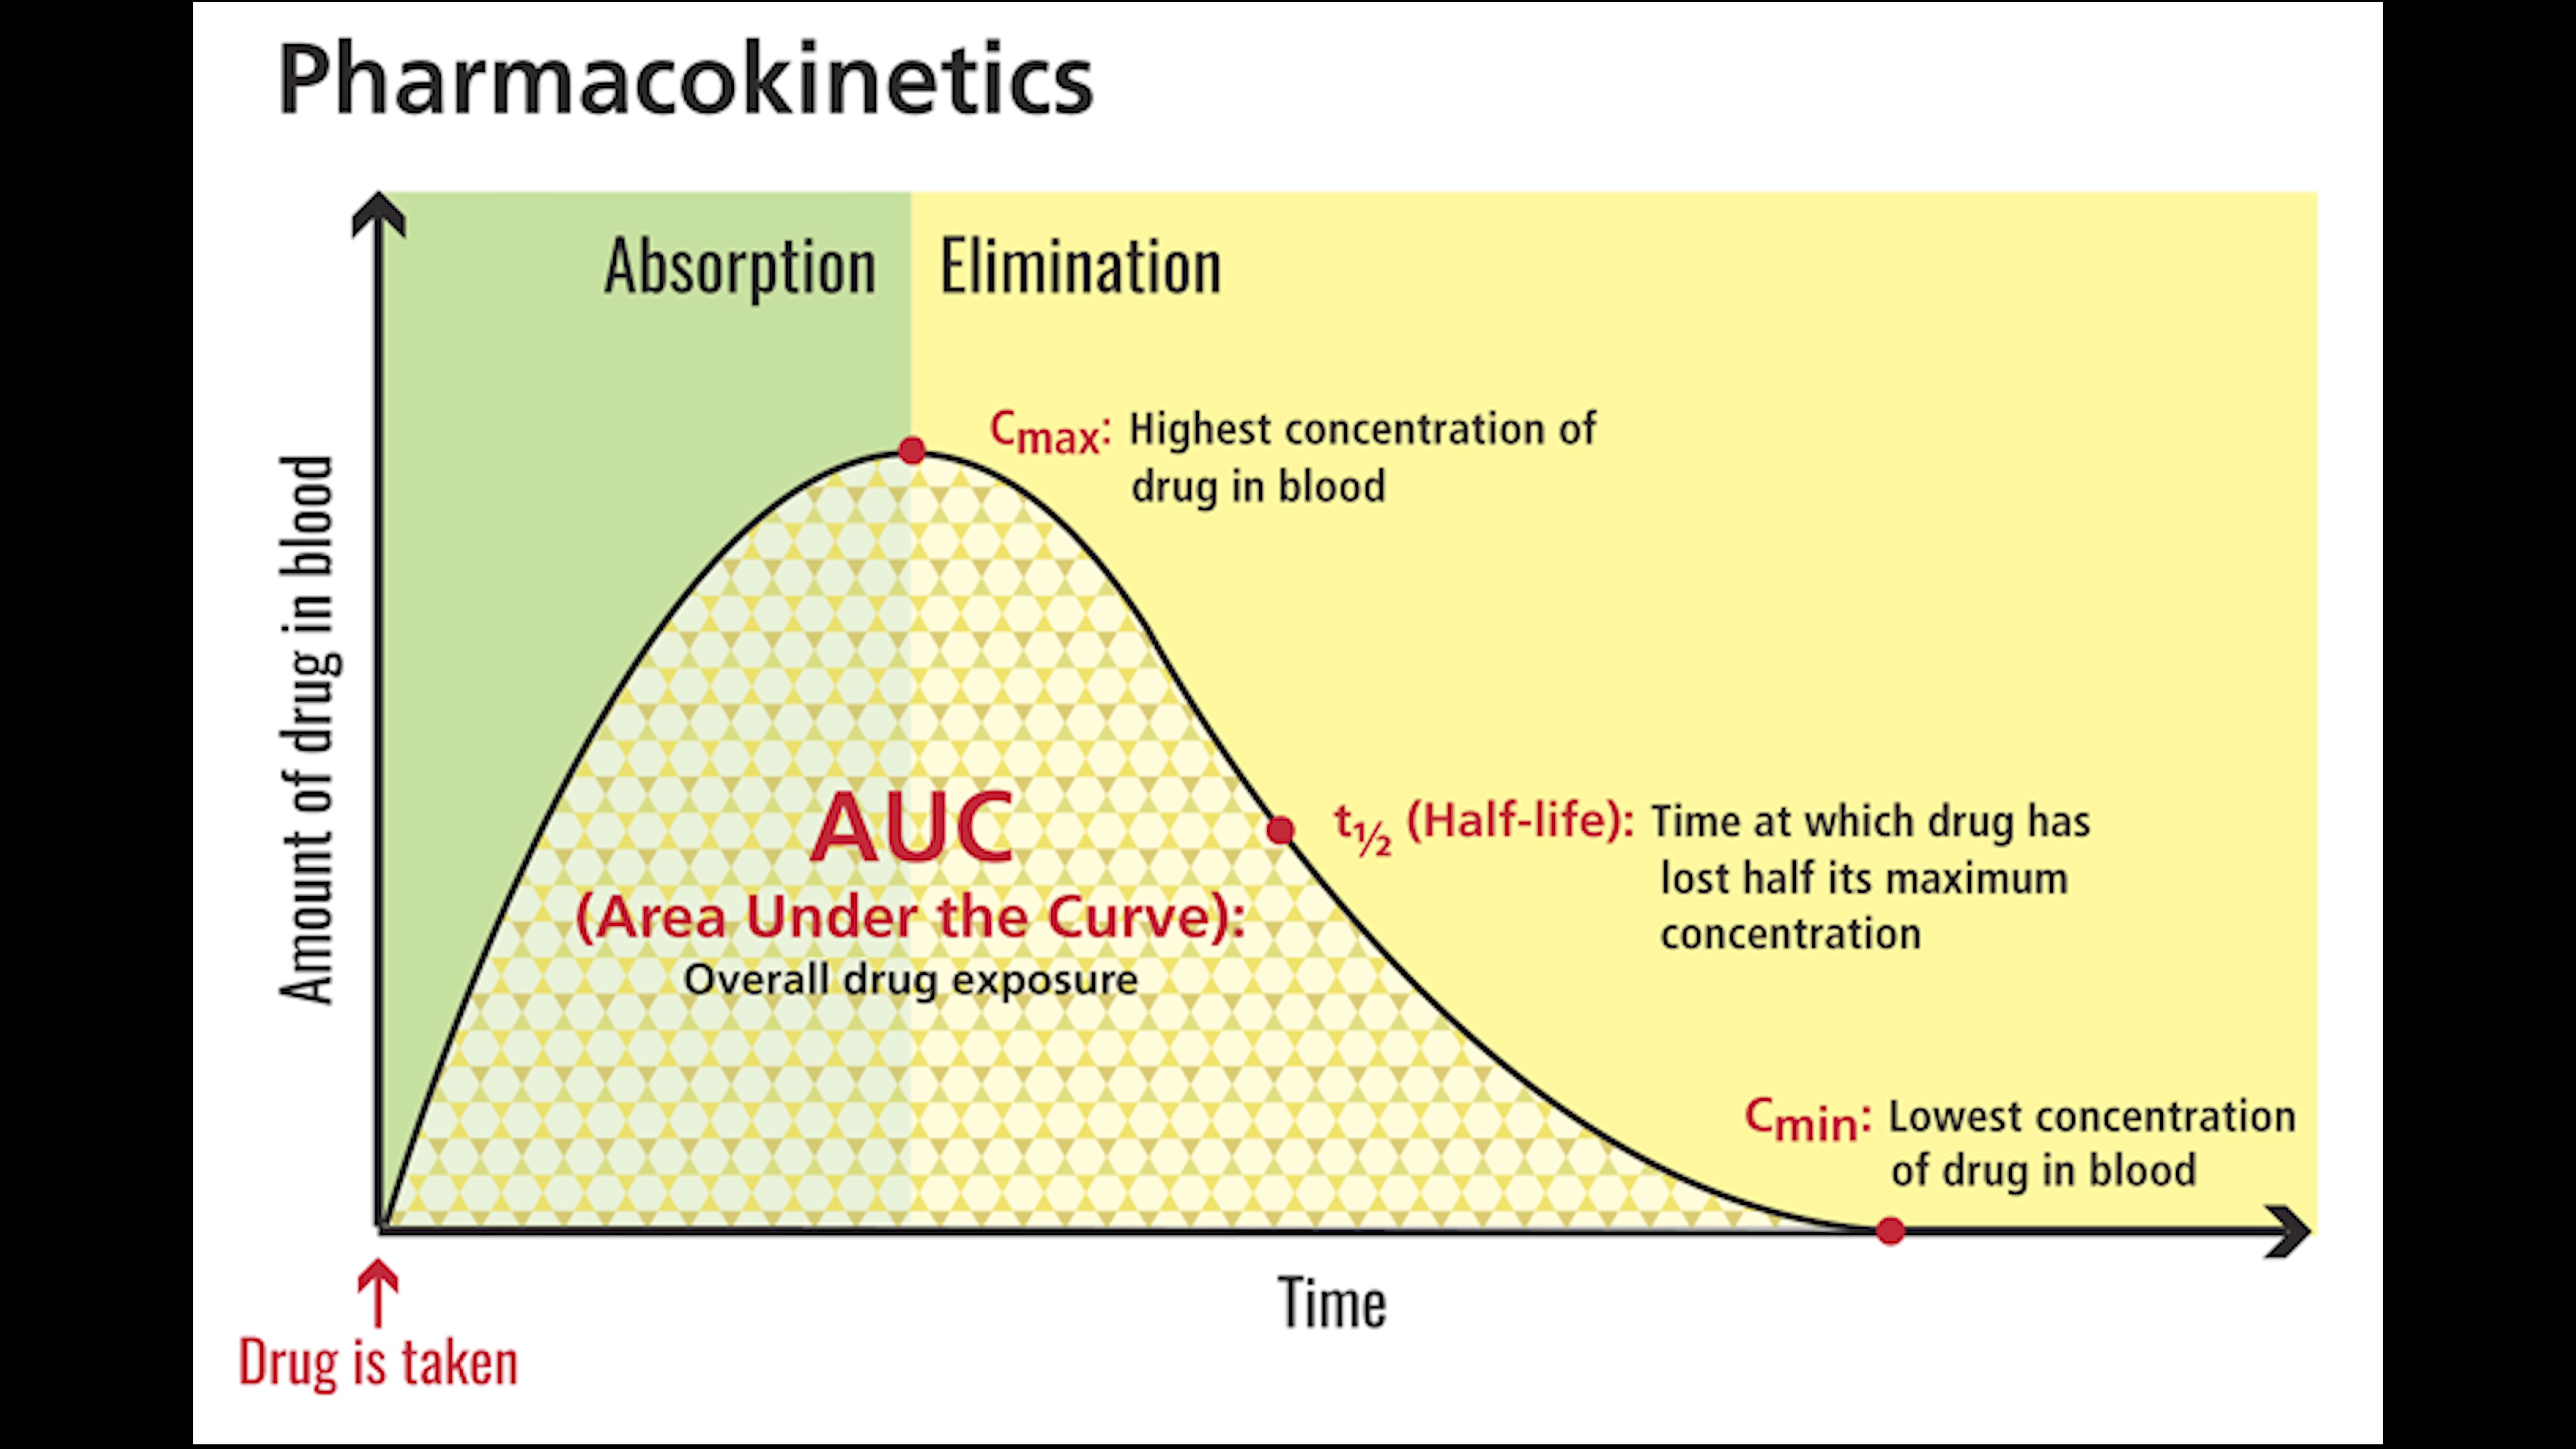 Pharmacokinetics
Absorption
Elimination
Cmax: Highest concentration of
drug in blood
Amount of drug in blood
AUC
(Area Under the Curve):
Overall drug exposure
t½ (Half-life): Time at which drug has
lost half its maximum
concentration
Cmin: Lowest concentration
of drug in blood
Time
Drug is taken